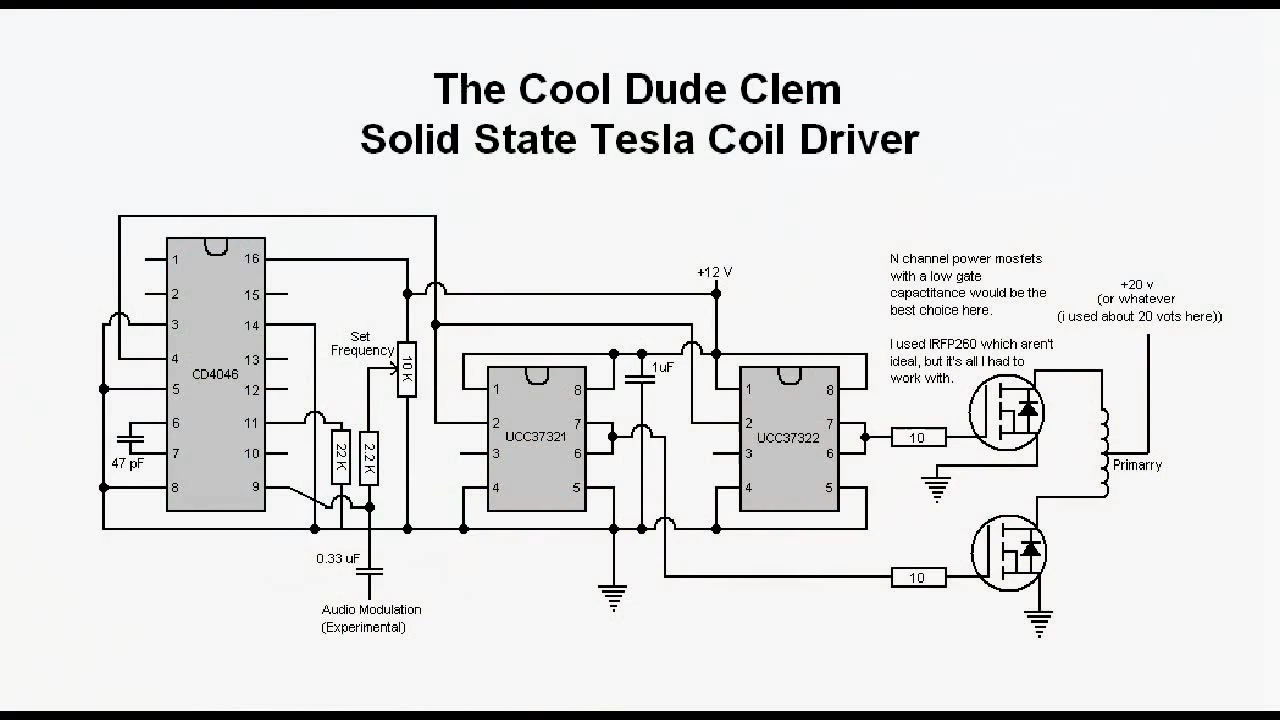 The Cool Dude Clem
Solid State Tesla Coil Driver
1
2
3
4
5
6
7
8
16
15
14
13
12
11
10
9
CD4046
47 pF
22 K
2.2 K
Set
Frequency
10 K
0.33 uF
Audio Modulation
(Experimental)
1
2
3
4
8
7
6
5
UCC37321
1uF
+12 V
1
2
3
4
8
7
6
5
UCC37322
10
10
N channel power mosfets
with a low gate
capactitance would be the
best choice here.
I used IRFP260 which aren't
ideal, but it's all I had to
work with.
+20 v
(or whatever
(i used about 20 vots here))
Primarry